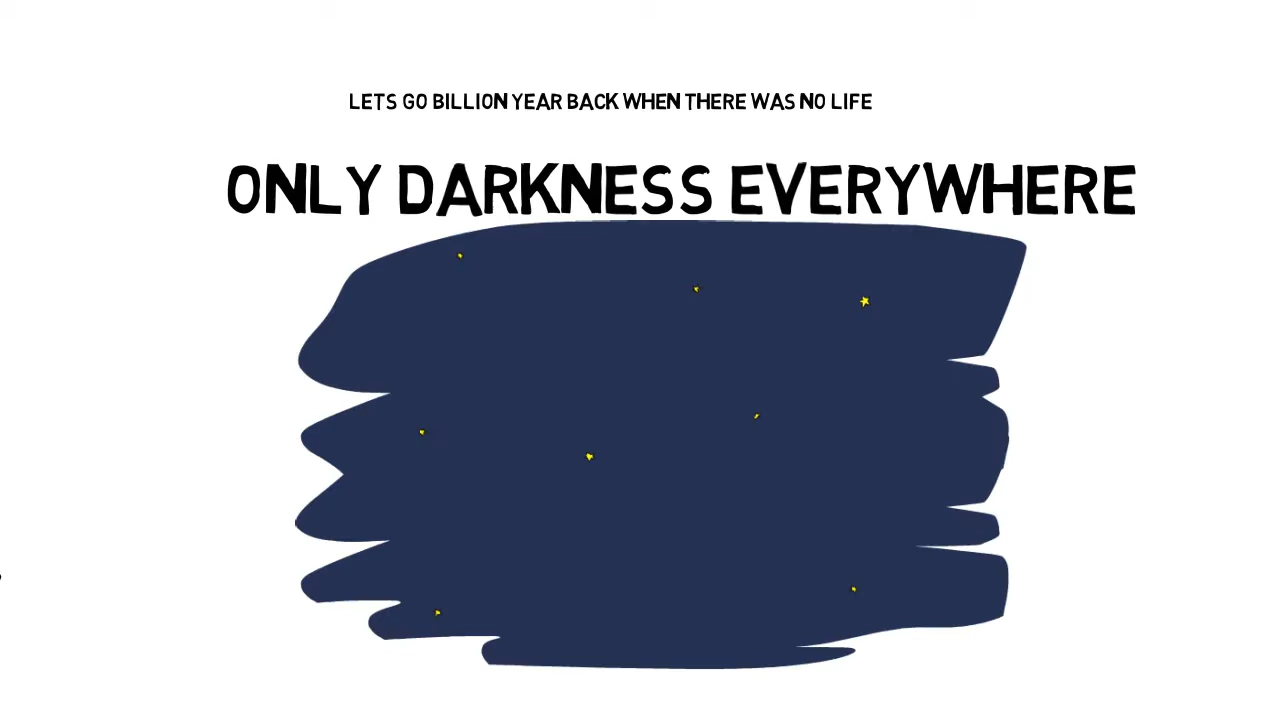 LETS GO BILLION YEAR BACK WHEN THERE WAS NO LIFE
ONLY DARKNESS EVERYWHERE